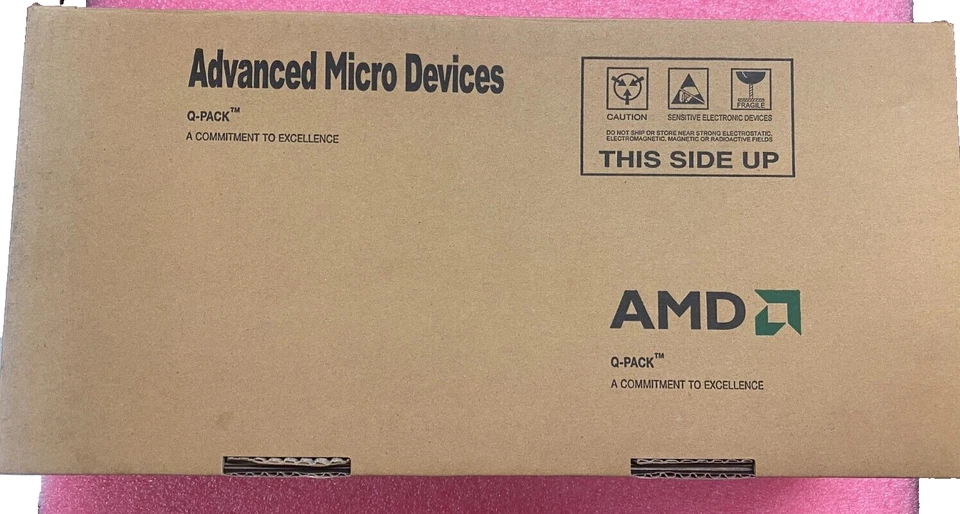 Advanced Micro Devices
Q-PACK™
A COMMITMENT TO EXCELLENCE
FRAGILE
CAUTION
SENSITIVE ELECTRONIC DEVICES
DO NOT SHIP OR STORE NEAR STRONG ELECTROSTATIC,
ELECTROMAGNETIC, MAGNETIC OR RADIOACTIVE FIELDS
THIS SIDE UP
AMD
Q-PACK™
A COMMITMENT TO EXCELLENCE